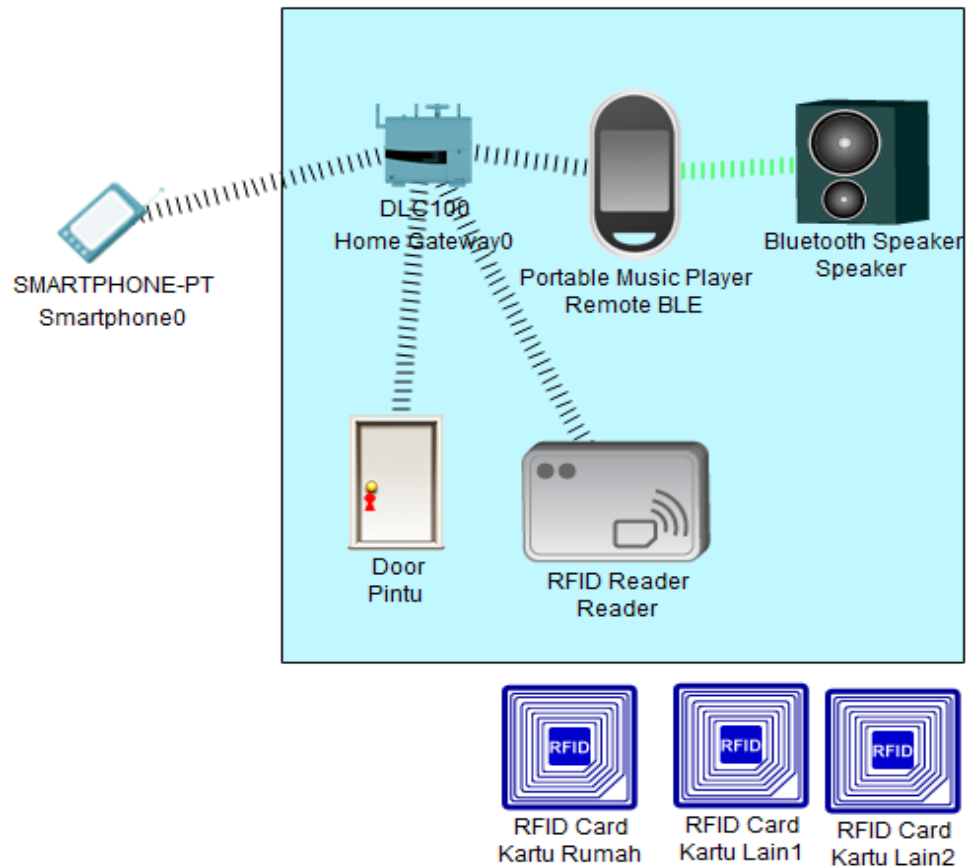 DLC100
Home Gateway0
SMARTPHONE-PT
Smartphone0
Portable Music Player
Remote BLE
Bluetooth Speaker
Speaker
Door
Pintu
RFID Reader
Reader
RFID
RFID Card
Kartu Rumah
RFID
RFID Card
Kartu Lain1
RFID
RFID Card
Kartu Lain2